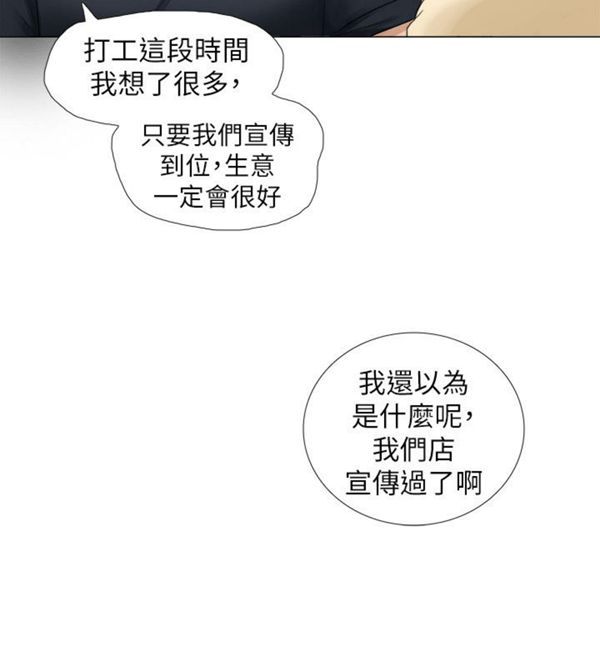 打工這段時間
我想了很多，
只要我們宣傳
到位，生意
一定會很好
我還以為
是什麼呢，
我們店
宣傳過了啊